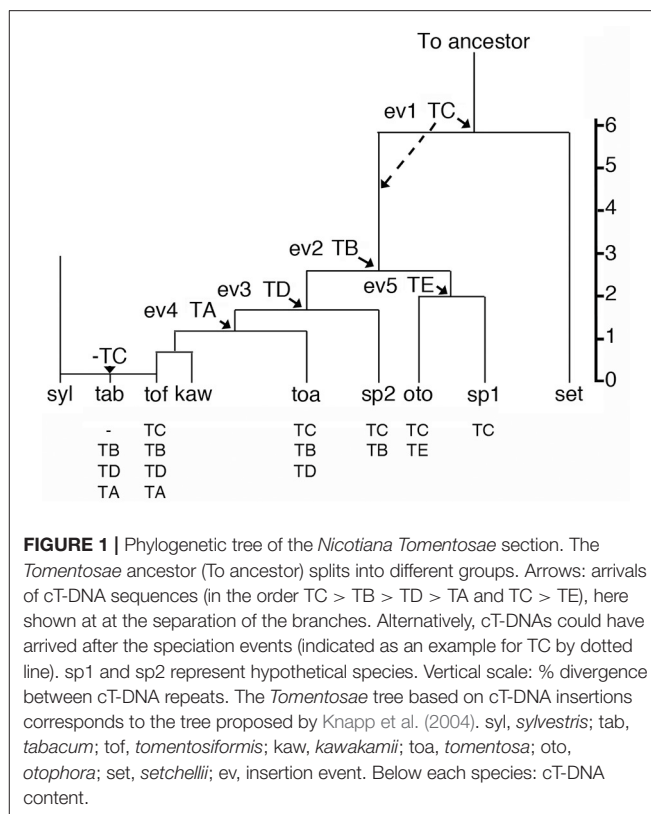 To ancestor
ev1 TC
6
5
4
ev2 TB
3
ev3 TD
ev5 TE
2
ev4 TA
1
-TC
0
syl tab tof kaw toa sp2 oto sp1 set
- TC TC TC TC TC
TB TB TB TB TE
TD TD TD
TA TA
FIGURE 1 | Phylogenetic tree of the Nicotiana Tomentosae section. The
Tomentosae ancestor (To ancestor) splits into different groups. Arrows: arrivals
of cT-DNA sequences (in the order TC > TB > TD > TA and TC > TE), here
shown at at the separation of the branches. Alternatively, cT-DNAs could have
arrived after the speciation events (indicated as an example for TC by dotted
line). sp1 and sp2 represent hypothetical species. Vertical scale: % divergence
between cT-DNA repeats. The Tomentosae tree based on cT-DNA insertions
corresponds to the tree proposed by Knapp et al. (2004). syl, sylvestris; tab,
tabacum; tof, tomentosiformis; kaw, kawakamii; toa, tomentosa; oto,
otophora; set, setchellii; ev, insertion event. Below each species: cT-DNA
content.